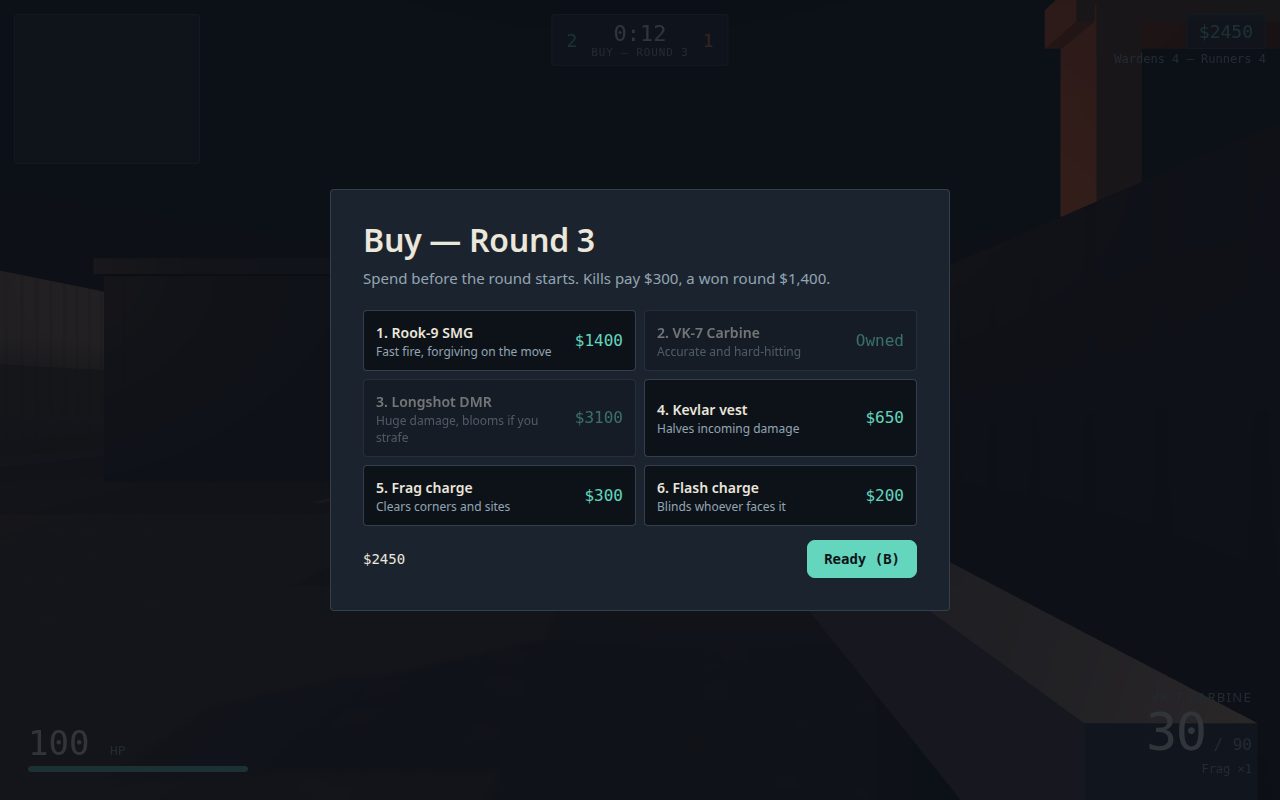 2 0:12 1
BUY — ROUND 3
$2450
Wardens 4 — Runners 4
Buy — Round 3
Spend before the round starts. Kills pay $300, a won round $1,400.
1. Rook-9 SMG
Fast fire, forgiving on the move
$1400
2. VK-7 Carbine
Accurate and hard-hitting
Owned
3. Longshot DMR
Huge damage, blooms if you
strafe
$3100
4. Kevlar vest
Halves incoming damage
$650
5. Frag charge
Clears corners and sites
$300
6. Flash charge
Blinds whoever faces it
$200
$2450
Ready (B)
100 HP
30 / 90
Frag ×1